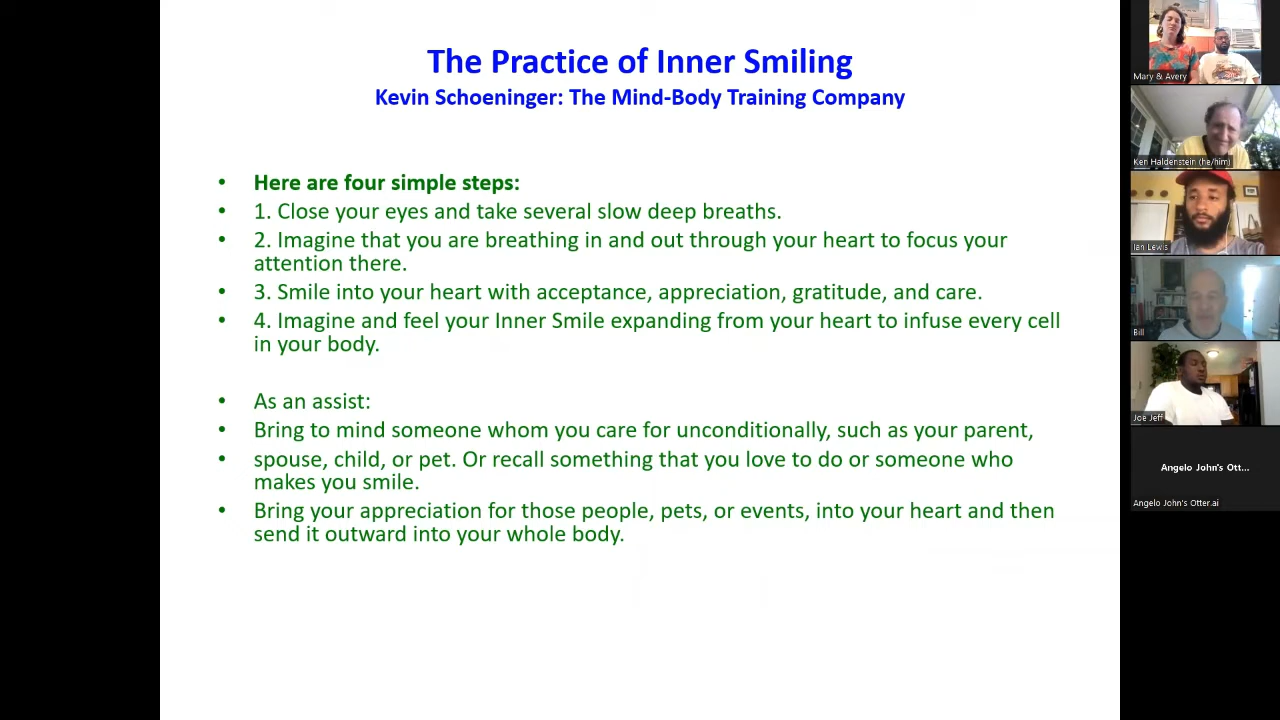 The Practice of Inner Smiling
Kevin Schoeninger: The Mind-Body Training Company
• Here are four simple steps:
• 1. Close your eyes and take several slow deep breaths.
• 2. Imagine that you are breathing in and out through your heart to focus your
attention there.
• 3. Smile into your heart with acceptance, appreciation, gratitude, and care.
• 4. Imagine and feel your Inner Smile expanding from your heart to infuse every cell
in your body.
• As an assist:
• Bring to mind someone whom you care for unconditionally, such as your parent,
• spouse, child, or pet. Or recall something that you love to do or someone who
makes you smile.
• Bring your appreciation for those people, pets, or events, into your heart and then
send it outward into your whole body.
Mary & Avery
Ken Haldenstein (he/him)
Ian Lewis
Bill
Joe Jeff
Angelo John's Ott...
Angelo John's Otter.ai